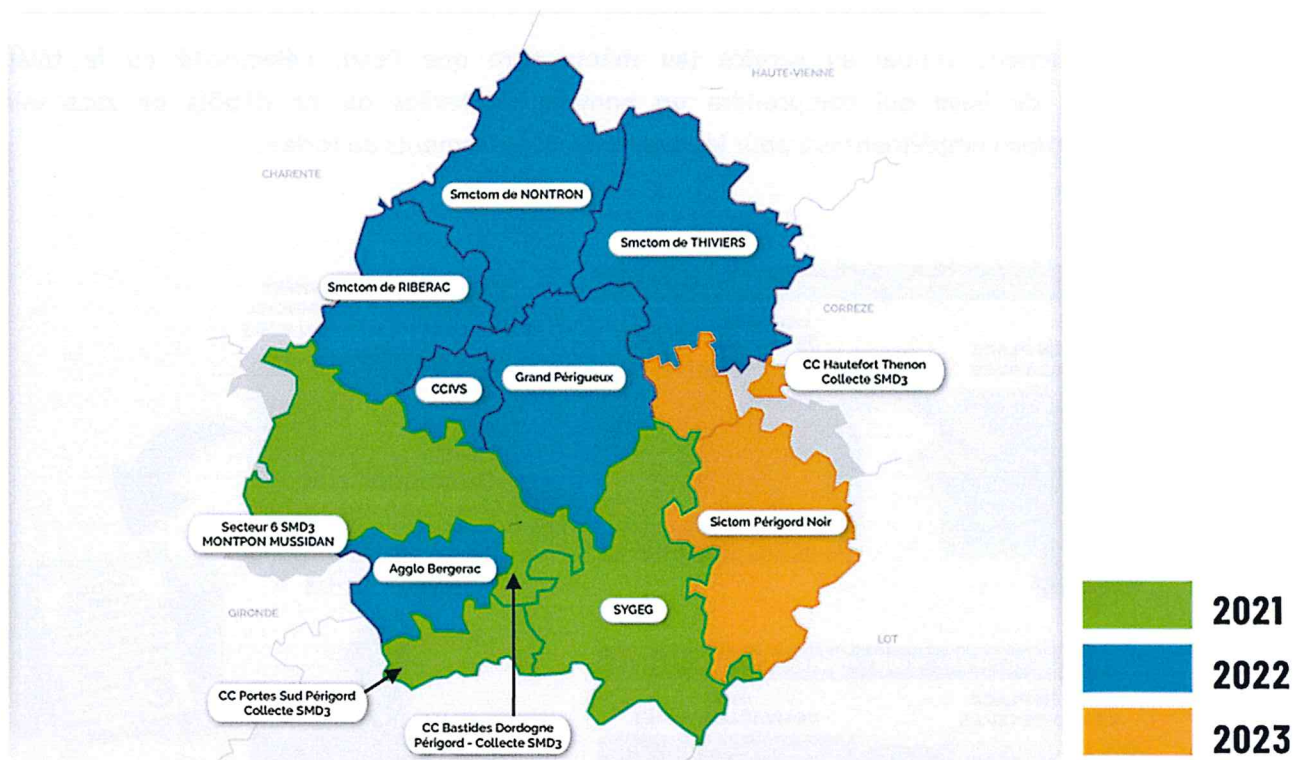 HAUTE-VIENNE
CHARENTE
Smctom de NONTRON
Smctom de THIVIERS
Smctom de RIBERAC
CORREZE
CC Hautefort Thenon
Collecte SMD3
Grand Périgueux
CCIVS
Secteur 6 SMD3
MONTPON MUSSIDAN
Sictom Périgord Noir
Agglo Bergerac
SYGEG
GIRONDE
LOT
CC Portes Sud Périgord
Collecte SMD3
CC Bastides Dordogne
Périgord - Collecte SMD3
2021
2022
2023